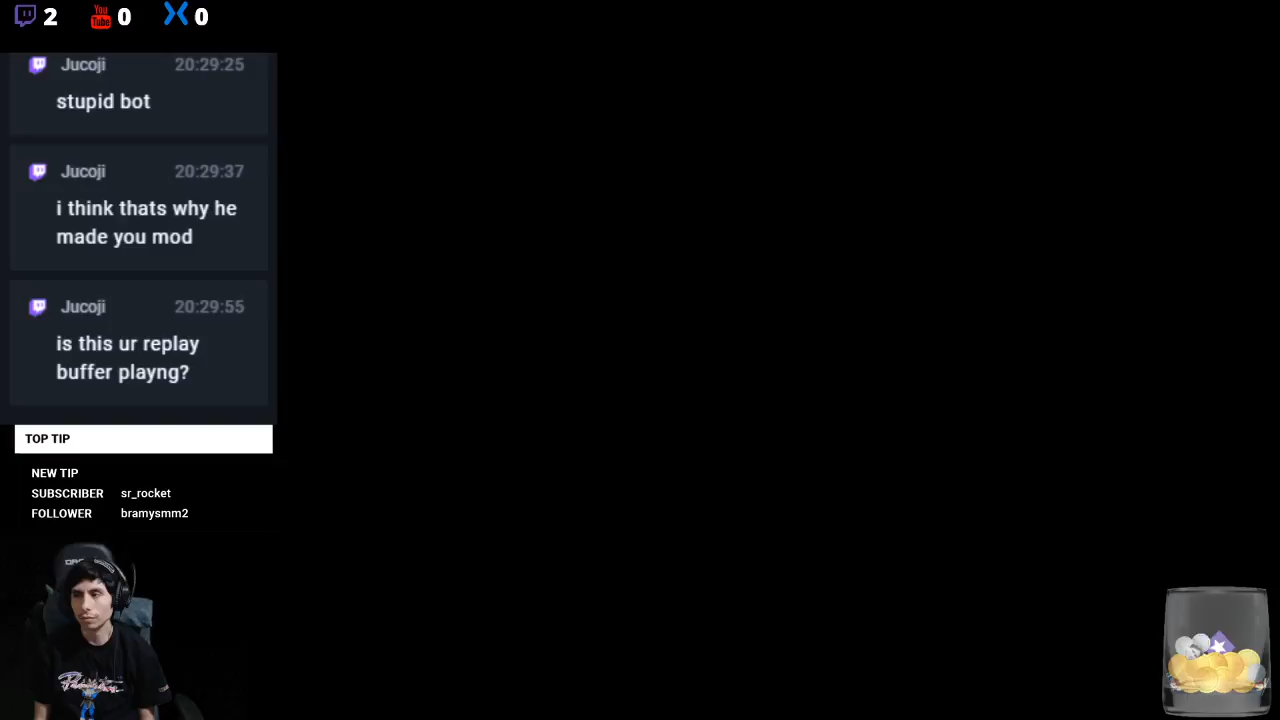 2 You Tube 0 0
Jucoji 20:29:25
stupid bot
Jucoji 20:29:37
i think thats why he
made you mod
Jucoji 20:29:55
is this ur replay
buffer playng?
TOP TIP
NEW TIP
SUBSCRIBER sr_rocket
FOLLOWER bramysmm2